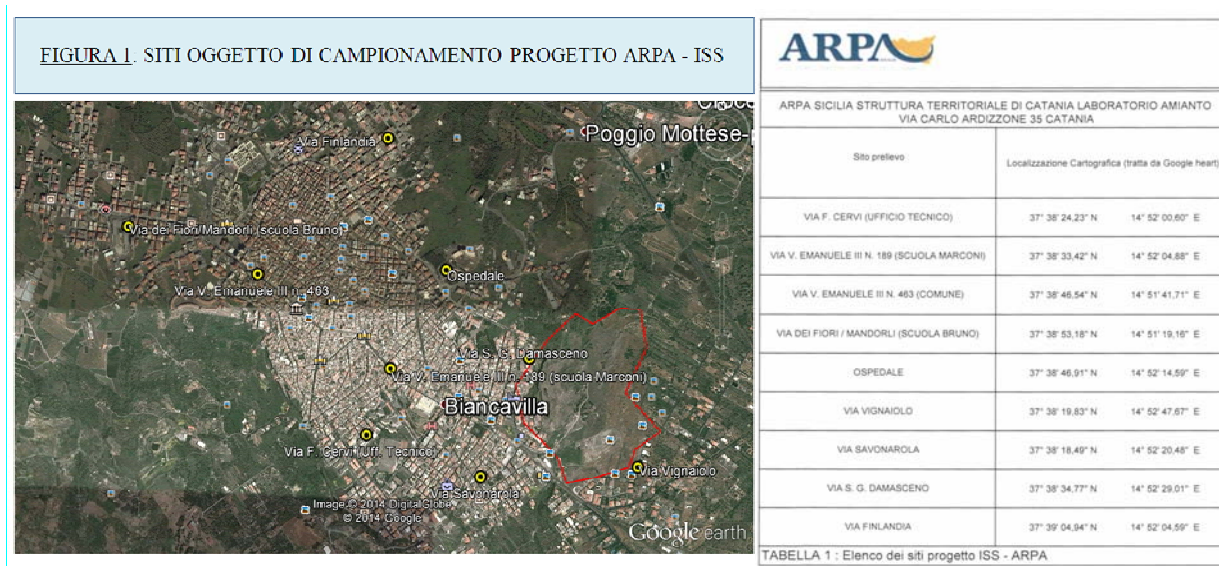 FIGURA 1: SITI OGGETTO DI CAMPIONAMENTO PROGETTO ARPA - ISS
Poggio Mottese-
Via Finlandia
Via dei Fiori/Mandorli (scuola Bruno)
Ospedale
Via V. Emanuele III n. 463
Via S. G. Damasceno
Via V. Emanuele III n. 189 (scuola Marconi)
Biancavilla
Via F. Cervi (Uff. Tecnico)
Via Vignaiolo
Via Savonarola
Image © 2014 DigitalGlobe
© 2014 Google
Google earth
ARPA
ARPA SICILIA STRUTTURA TERRITORIALE DI CATANIA LABORATORIO AMIANTO
VIA CARLO ARDIZZONE 35 CATANIA
Sito prelievo Localizzazione Cartografica (tratta da Google heart)
VIA F. CERVI (UFFICIO TECNICO) 37° 38' 24,23" N 14° 52' 00,60" E
VIA V. EMANUELE III N. 189 (SCUOLA MARCONI) 37° 38' 33,42" N 14° 52' 04,88" E
VIA V. EMANUELE III N. 463 (COMUNE) 37° 38' 46,54" N 14° 51' 41,71" E
VIA DEI FIORI / MANDORLI (SCUOLA BRUNO) 37° 38' 53,18" N 14° 51' 19,16" E
OSPEDALE 37° 38' 46,91" N 14° 52' 14,59" E
VIA VIGNAIOLO 37° 38' 19,83" N 14° 52' 47,67" E
VIA SAVONAROLA 37° 38' 18,49" N 14° 52' 20,48" E
VIA S. G. DAMASCENO 37° 38' 34,77" N 14° 52' 29,01" E
VIA FINLANDIA 37° 39' 04,94" N 14° 52' 04,59" E
TABELLA 1 : Elenco dei siti progetto ISS - ARPA